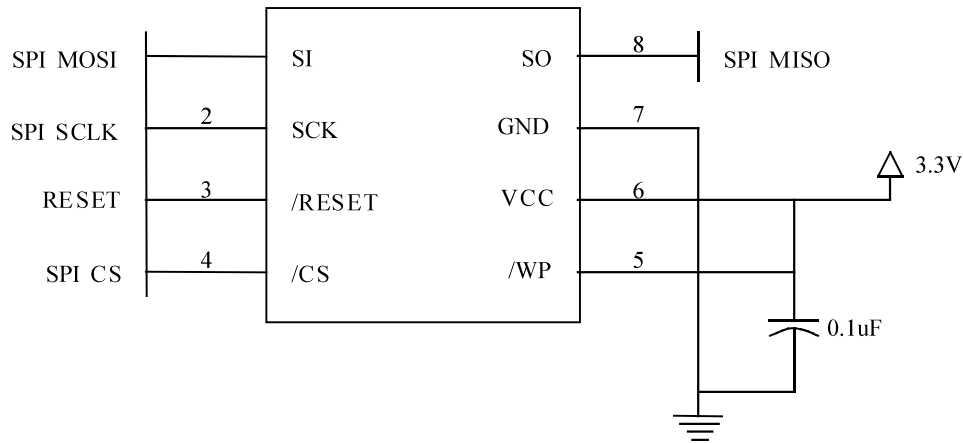 SPI MOSI SI SO 8 SPI MISO
SPI SCLK 2 SCK GND 7
RESET 3 /RESET VCC 6 3.3V
SPI CS 4 /CS /WP 5
0.1uF